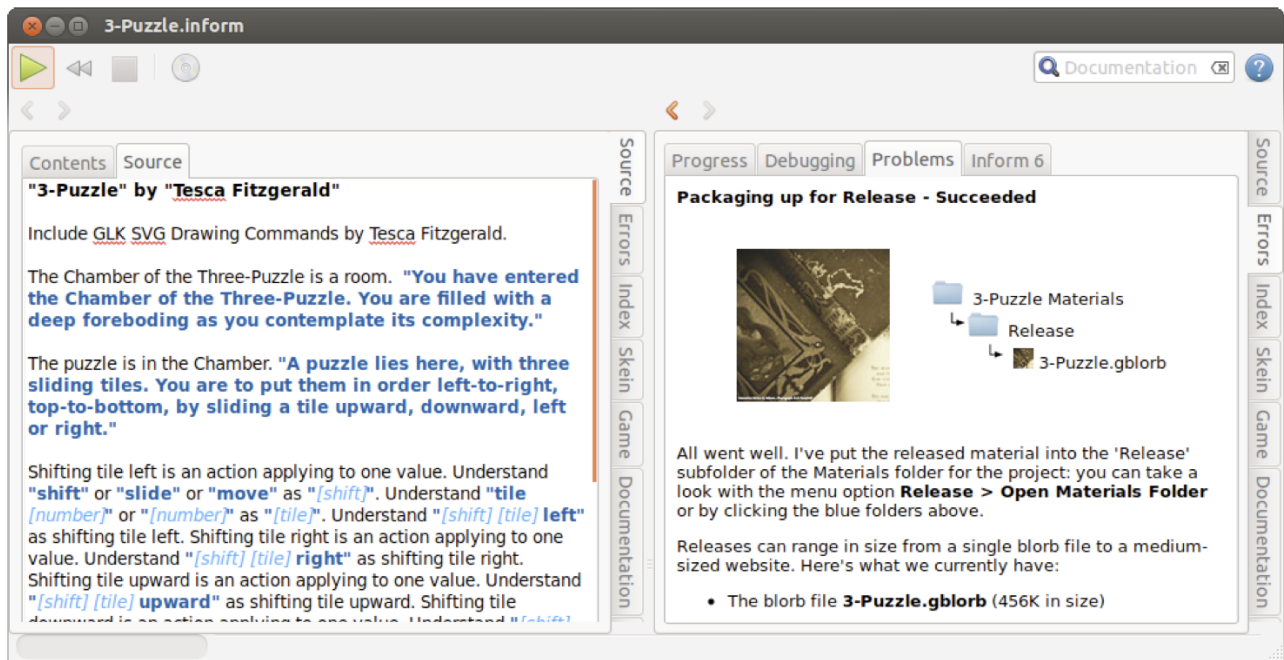 3-Puzzle.inform
Documentation
?
Contents
Source
"3-Puzzle" by "Tesca Fitzgerald"
Include GLK SVG Drawing Commands by Tesca Fitzgerald.
The Chamber of the Three-Puzzle is a room. "You have entered
the Chamber of the Three-Puzzle. You are filled with a
deep foreboding as you contemplate its complexity."
The puzzle is in the Chamber. "A puzzle lies here, with three
sliding tiles. You are to put them in order left-to-right,
top-to-bottom, by sliding a tile upward, downward, left
or right."
Shifting tile left is an action applying to one value. Understand
"shift" or "slide" or "move" as "[shift]". Understand "tile
[number]" or "[number]" as "[tile]". Understand "[shift] [tile] left"
as shifting tile left. Shifting tile right is an action applying to one
value. Understand "[shift] [tile] right" as shifting tile right.
Shifting tile upward is an action applying to one value. Understand
"[shift] [tile] upward" as shifting tile upward. Shifting tile
downward is an action applying to one value. Understand "[shift]
Source
Errors
Index
Skein
Game
Documentation
Progress
Debugging
Problems
Inform 6
Packaging up for Release - Succeeded
3-Puzzle Materials
Release
3-Puzzle.gblorb
All went well. I've put the released material into the 'Release'
subfolder of the Materials folder for the project: you can take a
look with the menu option Release > Open Materials Folder
or by clicking the blue folders above.
Releases can range in size from a single blorb file to a medium-
sized website. Here's what we currently have:
• The blorb file 3-Puzzle.gblorb (456K in size)
Source
Errors
Index
Skein
Game
Documentation